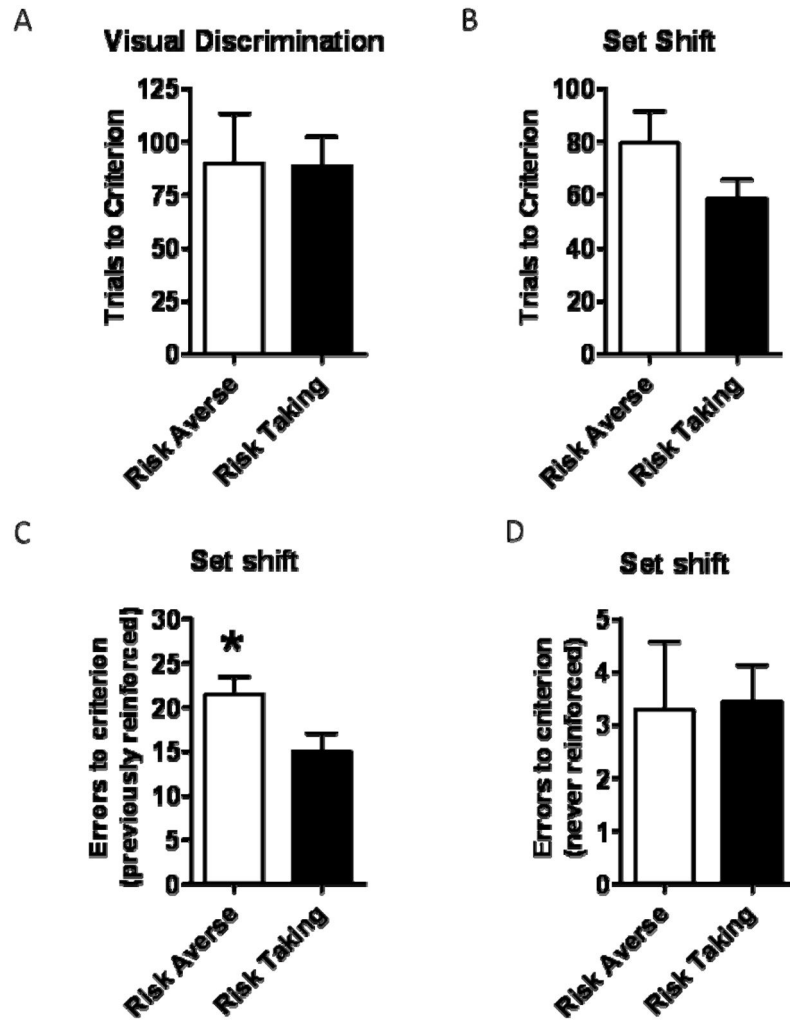 A
Visual Discrimination
Trials to Criterion
125
100
75
50
25
0
Risk Averse
Risk Taking
B
Set Shift
Trials to Criterion
100
80
60
40
20
0
Risk Averse
Risk Taking
C
Set shift
Errors to criterion
(previously reinforced)
30
25
20
15
10
5
0
*
Risk Averse
Risk Taking
D
Set shift
Errors to criterion
(never reinforced)
5
4
3
2
1
0
Risk Averse
Risk Taking